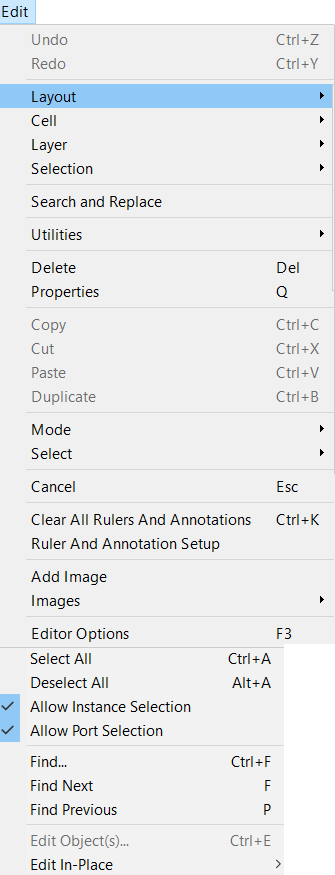 Edit
Undo Ctrl+Z
Redo Ctrl+Y
Layout
Cell
Layer
Selection
Search and Replace
Utilities
Delete Del
Properties Q
Copy Ctrl+C
Cut Ctrl+X
Paste Ctrl+V
Duplicate Ctrl+B
Mode
Select
Cancel Esc
Clear All Rulers And Annotations Ctrl+K
Ruler And Annotation Setup
Add Image
Images
Editor Options F3
Select All Ctrl+A
Deselect All Alt+A
Allow Instance Selection
Allow Port Selection
Find... Ctrl+F
Find Next F
Find Previous P
Edit Object(s)... Ctrl+E
Edit In-Place